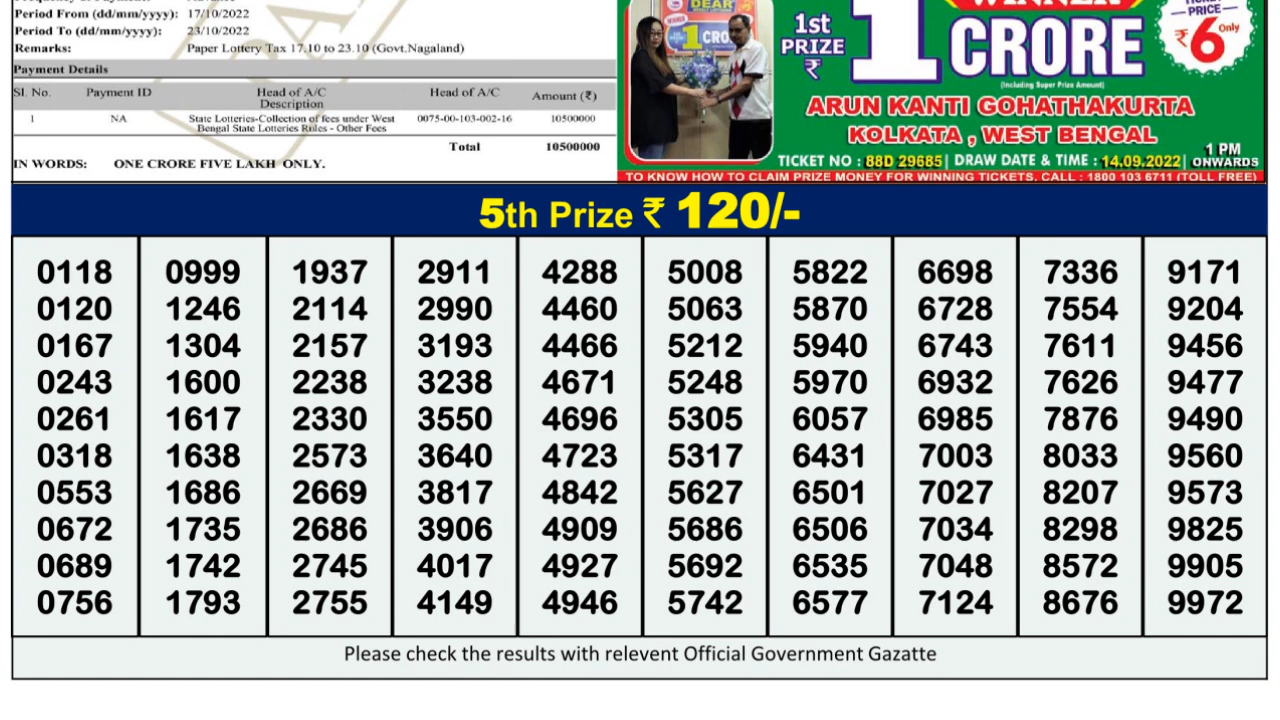 Period From (dd/mm/yyyy): 17/10/2022
Period To (dd/mm/yyyy): 23/10/2022
Remarks: Paper Lottery Tax 17.10 to 23.10 (Govt.Nagaland)
Payment Details
Sl. No. Payment ID Head of A/C Description Head of A/C Amount (₹)
1 NA State Lotteries-Collection of fees under West 0075-00-103-002-16 10500000
Bengal State Lotteries Rules - Other Fees
Total 10500000
IN WORDS: ONE CRORE FIVE LAKH ONLY.
DEAR
WINNER
1 CRO
1st
PRIZE
₹
1 CRORE
WINNER
(Including Super Prize Amount)
PRICE
₹6 Only
ARUN KANTI GOHATHAKURTA
KOLKATA , WEST BENGAL
TICKET NO : 88D 29685| DRAW DATE & TIME : 14.09.2022| 1 PM ONWARDS
TO KNOW HOW TO CLAIM PRIZE MONEY FOR WINNING TICKETS, CALL : 1800 103 6711 (TOLL FREE)
5th Prize ₹ 120/-
0118 0999 1937 2911 4288 5008 5822 6698 7336 9171
0120 1246 2114 2990 4460 5063 5870 6728 7554 9204
0167 1304 2157 3193 4466 5212 5940 6743 7611 9456
0243 1600 2238 3238 4671 5248 5970 6932 7626 9477
0261 1617 2330 3550 4696 5305 6057 6985 7876 9490
0318 1638 2573 3640 4723 5317 6431 7003 8033 9560
0553 1686 2669 3817 4842 5627 6501 7027 8207 9573
0672 1735 2686 3906 4909 5686 6506 7034 8298 9825
0689 1742 2745 4017 4927 5692 6535 7048 8572 9905
0756 1793 2755 4149 4946 5742 6577 7124 8676 9972
Please check the results with relevent Official Government Gazatte